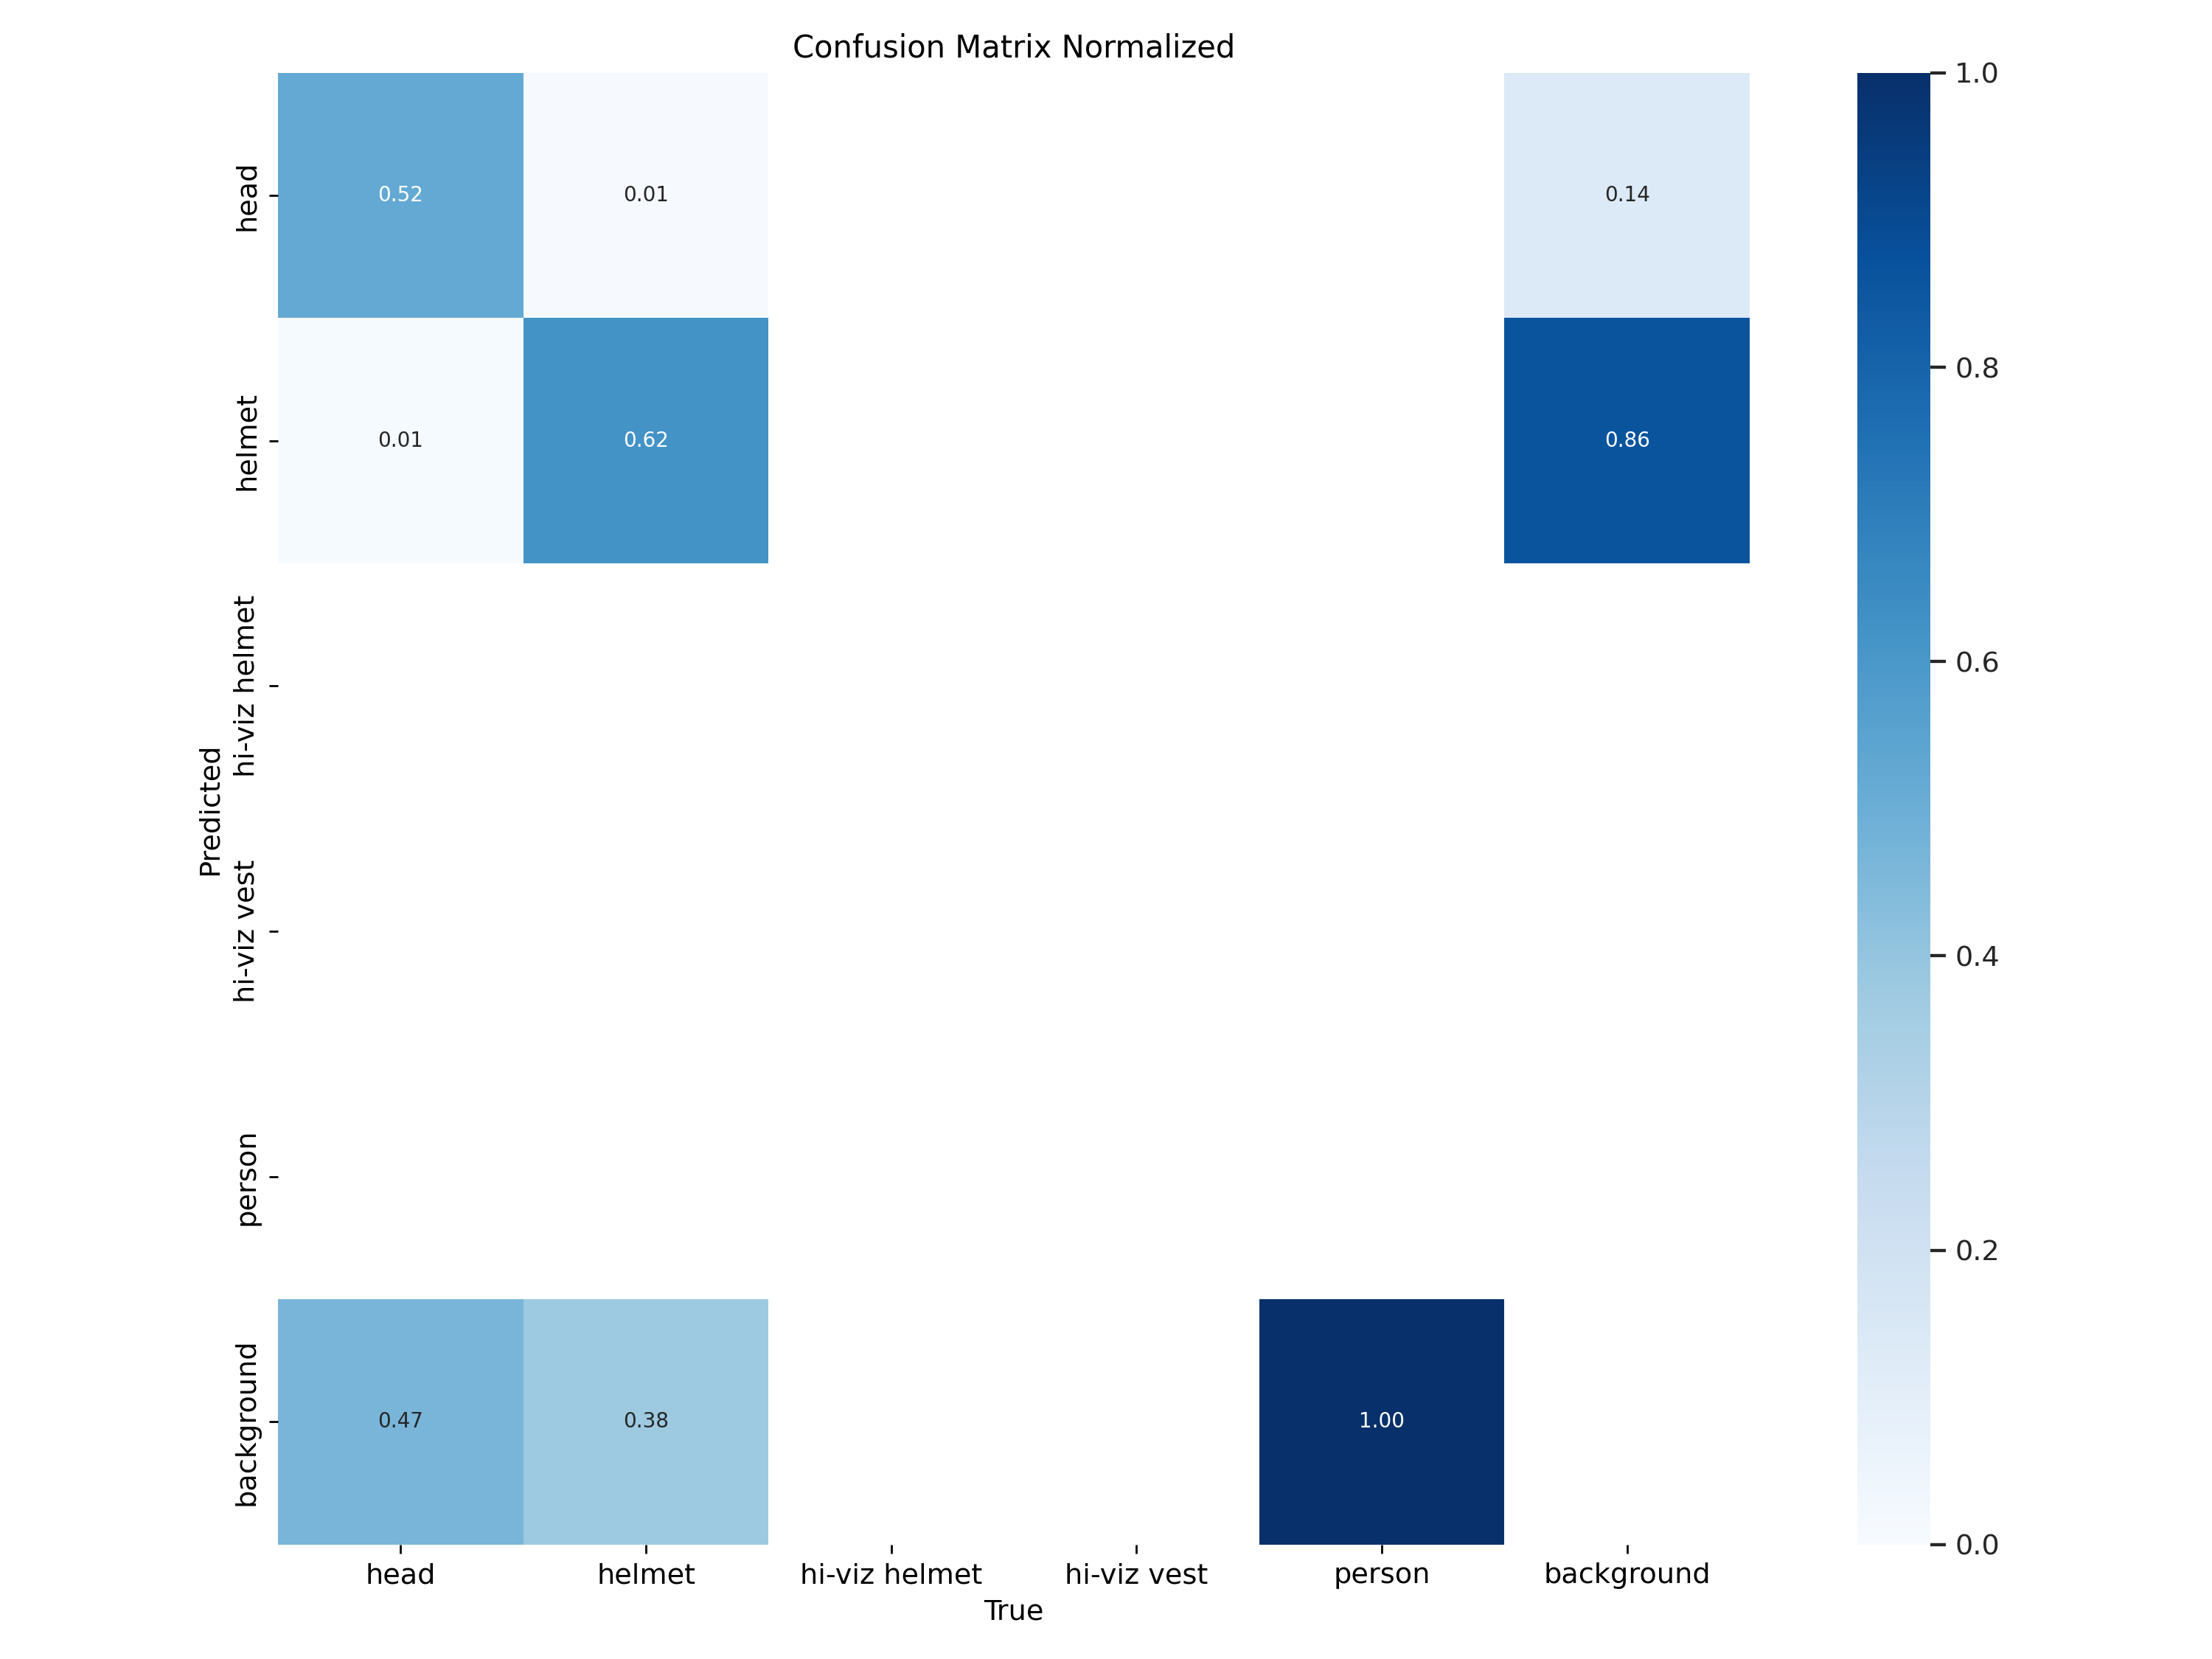 Confusion Matrix Normalized
head
helmet
hi-viz helmet
hi-viz vest
person
background
Predicted
0.52
0.01
0.14
0.01
0.62
0.86
0.47
0.38
1.00
head
helmet
hi-viz helmet
hi-viz vest
person
background
True
1.0
0.8
0.6
0.4
0.2
0.0